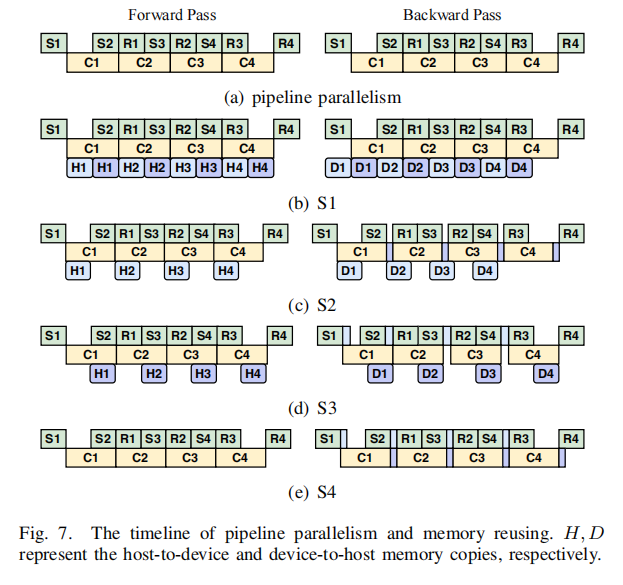 Forward Pass Backward Pass
S1 S2 R1 S3 R2 S4 R3 R4 S1 S2 R1 S3 R2 S4 R3 R4
C1 C2 C3 C4 C1 C2 C3 C4
(a) pipeline parallelism
S1 S2 R1 S3 R2 S4 R3 R4 S1 S2 R1 S3 R2 S4 R3 R4
C1 C2 C3 C4 C1 C2 C3 C4
H1 H1 H2 H2 H3 H3 H4 H4 D1 D1 D2 D2 D3 D3 D4 D4
(b) S1
S1 S2 R1 S3 R2 S4 R3 R4 S1 S2 R1 S3 R2 S4 R3 R4
C1 C2 C3 C4 C1 C2 C3 C4
H1 H2 H3 H4 D1 D2 D3 D4
(c) S2
S1 S2 R1 S3 R2 S4 R3 R4 S1 S2 R1 S3 R2 S4 R3 R4
C1 C2 C3 C4 C1 C2 C3 C4
H1 H2 H3 H4 D1 D2 D3 D4
(d) S3
S1 S2 R1 S3 R2 S4 R3 R4 S1 S2 R1 S3 R2 S4 R3 R4
C1 C2 C3 C4 C1 C2 C3 C4
(e) S4
Fig. 7. The timeline of pipeline parallelism and memory reusing. H, D
represent the host-to-device and device-to-host memory copies, respectively.